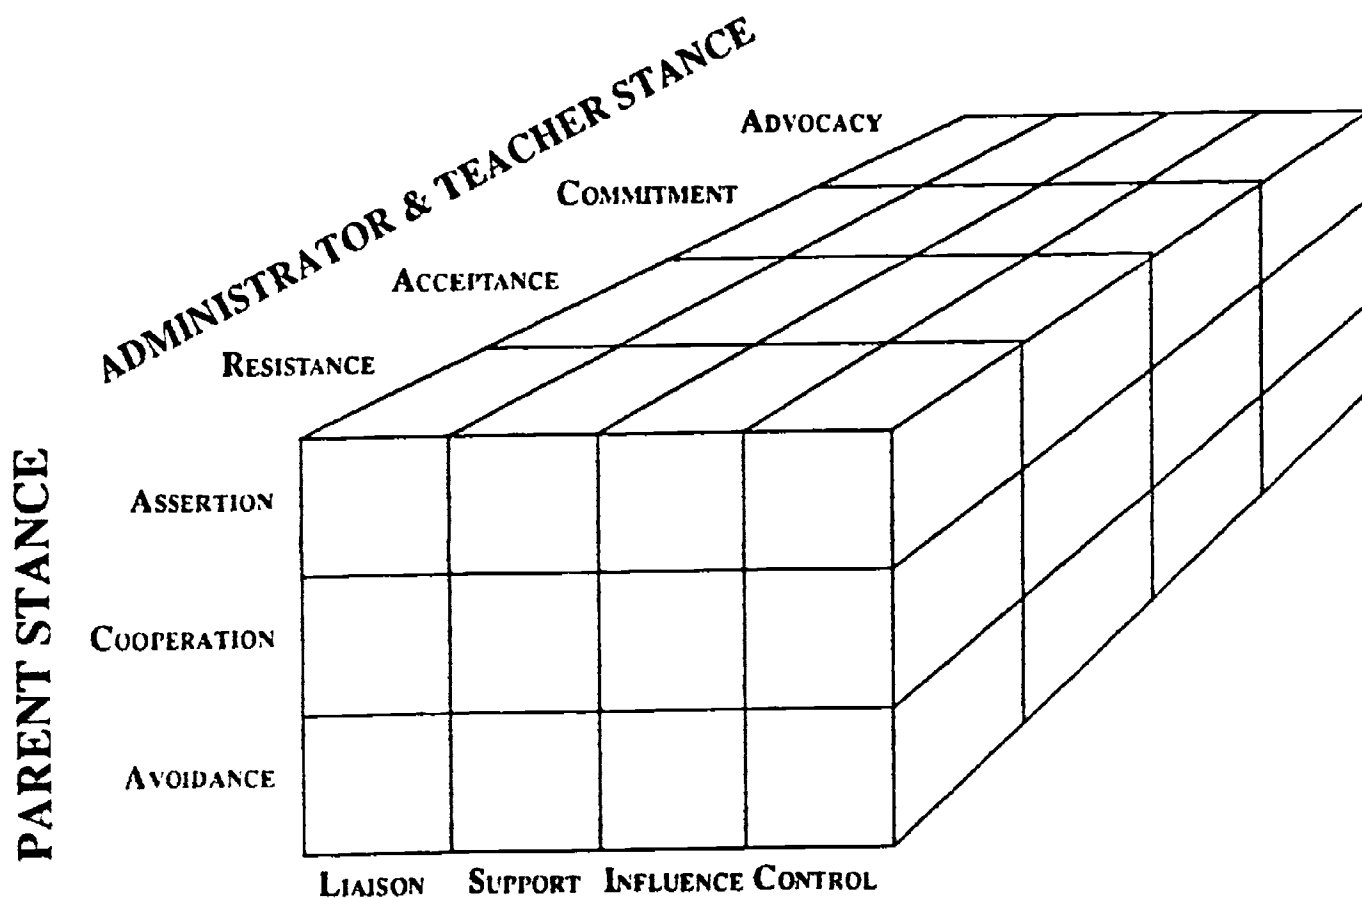 ADMINISTRATOR & TEACHER STANCE
ADVOCACY
COMMITMENT
ACCEPTANCE
RESISTANCE
PARENT STANCE
ASSERTION
COOPERATION
AVOIDANCE
LIAISON SUPPORT INFLUENCE CONTROL